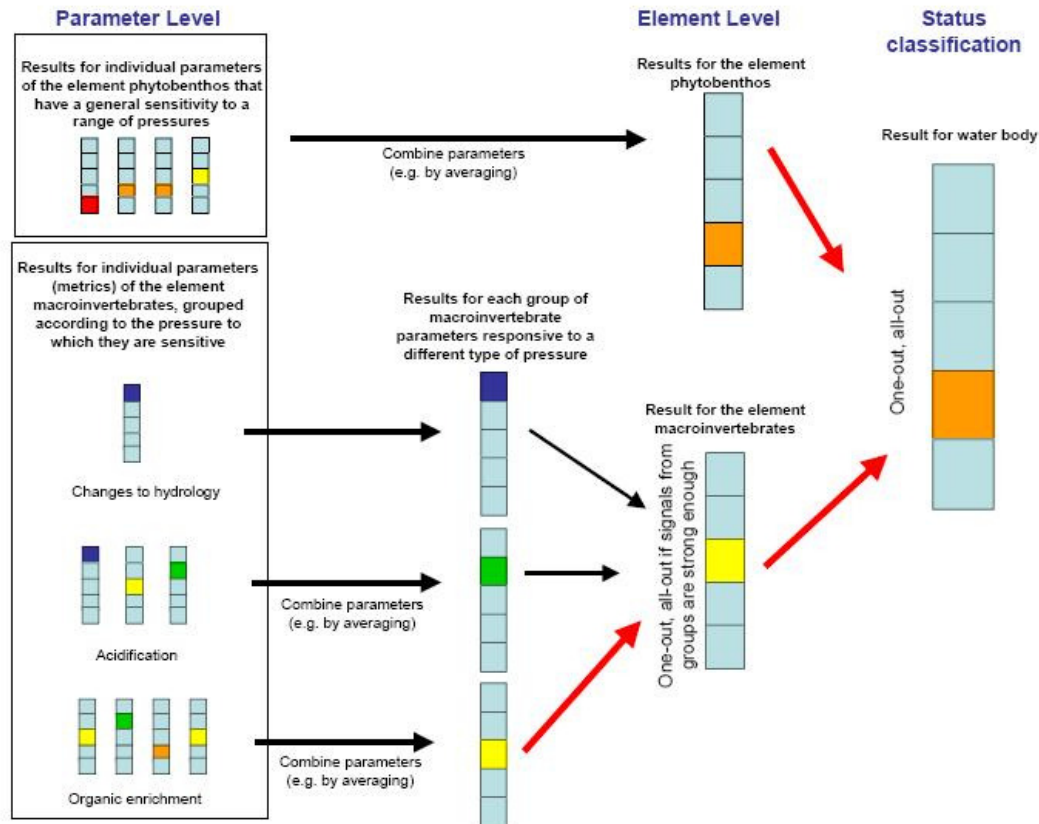 Parameter Level
Element Level
Status
classification
Results for individual parameters
of the element phytobenthos that
have a general sensitivity to a
range of pressures
Combine parameters
(e.g. by averaging)
Results for the element
phytobenthos
Result for water body
One-out, all-out
Results for individual parameters
(metrics) of the element
macroinvertebrates, grouped
according to the pressure to
which they are sensitive
Changes to hydrology
Acidification
Organic enrichment
Combine parameters
(e.g. by averaging)
Combine parameters
(e.g. by averaging)
Results for each group of
macroinvertebrate
parameters responsive to a
different type of pressure
Result for the element
macroinvertebrates
One-out, all-out if signals from
groups are strong enough